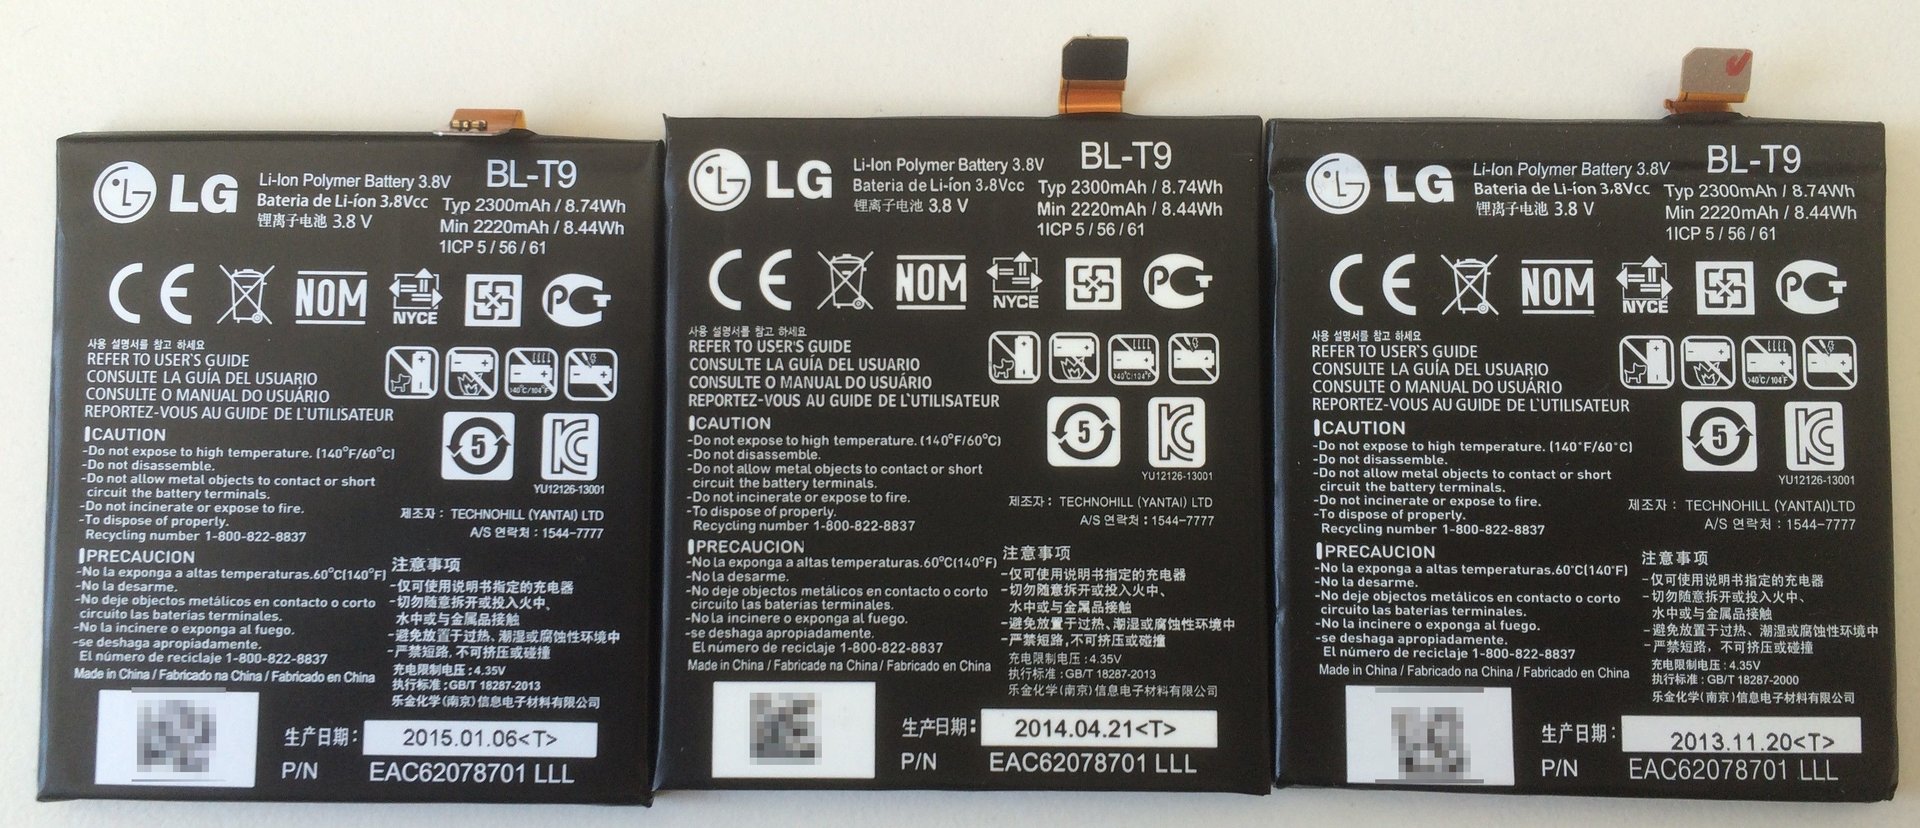 LG
Li-Ion Polymer Battery 3.8V
Bateria de Li-íon 3.8Vcc
锂离子电池 3.8 V
BL-T9
Typ 2300mAh / 8.74Wh
Min 2220mAh / 8.44Wh
1ICP 5 / 56 / 61
CE
NOM
NYCE
PCT
사용 설명서를 참고 하세요
REFER TO USER'S GUIDE
CONSULTE LA GUÍA DEL USUARIO
CONSULTE O MANUAL DO USUÁRIO
REPORTEZ-VOUS AU GUIDE DE L'UTILISATEUR
>40°C/104°F
5
KC
YU12126-13001
CAUTION
-Do not expose to high temperature. (140°F/60°C)
-Do not disassemble.
-Do not allow metal objects to contact or short
circuit the battery terminals.
-Do not incinerate or expose to fire.
-To dispose of properly.
Recycling number 1-800-822-8837
제조자 : TECHNOHILL (YANTAI) LTD
A/S 연락처 : 1544-7777
PRECAUCION
-No la exponga a altas temperaturas.60°C(140°F)
-No la desarme.
-No deje objectos metálicos en contacto o corto
circuito las baterías terminales.
-No la incinere o exponga al fuego.
-se deshaga apropiadamente.
El número de reciclaje 1-800-822-8837
Made in China / Fabricado na China / Fabricado en China
注意事项
-仅可使用说明书指定的充电器
-切勿随意拆开或投入火中、
水中或与金属品接触
-避免放置于过热、潮湿或腐蚀性环境中
-严禁短路, 不可挤压或碰撞
充电限制电压 : 4.35V
执行标准 : GB/T 18287-2013
乐金化学(南京)信息电子材料有限公司
生产日期: 2015.01.06<T>
P/N EAC62078701 LLL
LG
Li-Ion Polymer Battery 3.8V
Bateria de Li-íon 3.8Vcc
锂离子电池 3.8 V
BL-T9
Typ 2300mAh / 8.74Wh
Min 2220mAh / 8.44Wh
1ICP 5 / 56 / 61
CE
NOM
NYCE
PCT
사용 설명서를 참고 하세요
REFER TO USER'S GUIDE
CONSULTE LA GUÍA DEL USUARIO
CONSULTE O MANUAL DO USUÁRIO
REPORTEZ-VOUS AU GUIDE DE L'UTILISATEUR
>40°C/104°F
5
KC
YU12126-13001
CAUTION
-Do not expose to high temperature. (140°F/60°C)
-Do not disassemble.
-Do not allow metal objects to contact or short
circuit the battery terminals.
-Do not incinerate or expose to fire.
-To dispose of properly.
Recycling number 1-800-822-8837
제조자 : TECHNOHILL (YANTAI) LTD
A/S 연락처 : 1544-7777
PRECAUCION
-No la exponga a altas temperaturas.60°C(140°F)
-No la desarme.
-No deje objectos metálicos en contacto o corto
circuito las baterías terminales.
-No la incinere o exponga al fuego.
-se deshaga apropiadamente.
El número de reciclaje 1-800-822-8837
Made in China / Fabricade na China / Fabricado en China
注意事项
-仅可使用说明书指定的充电器
-切勿随意拆开或投入火中、
水中或与金属品接触
-避免放置于过热、潮湿或腐蚀性环境中
-严禁短路, 不可挤压或碰撞
充电限制电压 : 4.35V
执行标准 : GB/T 18287-2013
乐金化学(南京)信息电子材料有限公司
生产日期: 2014.04.21<T>
P/N EAC62078701 LLL
LG
Li-Ion Polymer Battery 3.8V
Bateria de Li-íon 3.8Vcc
锂离子电池 3.8 V
BL-T9
Typ 2300mAh / 8.74Wh
Min 2220mAh / 8.44Wh
1ICP 5 / 56 / 61
CE
NOM
NYCE
PCT
사용 설명서를 참고 하세요
REFER TO USER'S GUIDE
CONSULTE LA GUÍA DEL USUARIO
CONSULTE O MANUAL DO USUÁRIO
REPORTEZ-VOUS AU GUIDE DE L'UTILISATEUR
>40°C/104°F
5
KC
YU12126-13001
CAUTION
-Do not expose to high temperature. (140°F/60°C)
-Do not disassemble.
-Do not allow metal objects to contact or short
circuit the battery terminals.
-Do not incinerate or expose to fire.
-To dispose of properly.
Recycling number 1-800-822-8837
제조자 : TECHNOHILL (YANTAI)LTD
A/S 연락처 : 1544-7777
PRECAUCION
-No la exponga a altas temperaturas.60°C(140°F)
-No la desarme.
-No deje objectos metálicos en contacto o corto
circuito las baterías terminales.
-No la incinere o exponga al fuego.
-se deshaga apropiadamente.
El número de reciclaje 1-800-822-8837
Made in China / Fabricado na China / Fabricado en China
注意事项
-仅可使用说明书指定的充电器
-切勿随意拆开或投入火中、
水中或与金属品接触
-避免放置于过热、潮湿或腐蚀性环境中
-严禁短路, 不可挤压或碰撞
充电限制电压 : 4.35V
执行标准 : GB/T 18287-2000
乐金化学(南京)信息电子材料有限公司
生产日期: 2013.11.20<T>
P/N EAC62078701 LLL